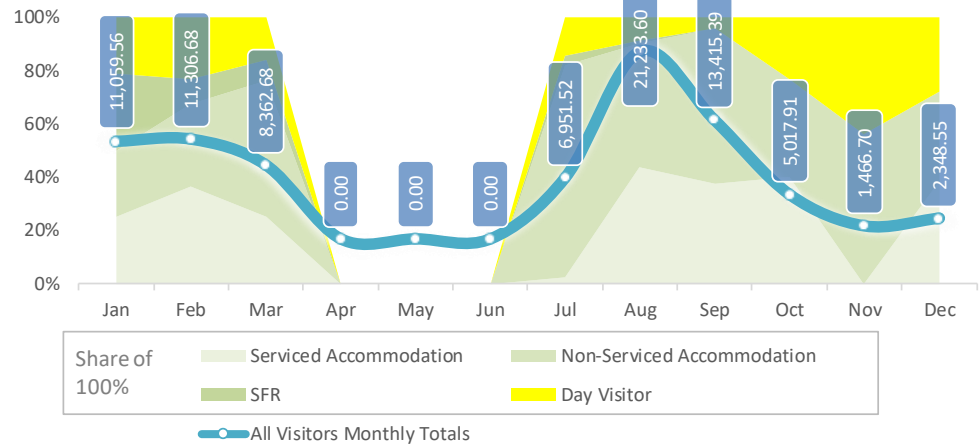 100%
80%
60%
40%
20%
0%
11,059.56
11,306.68
8,362.68
0.00
0.00
0.00
6,951.52
21,233.60
13,415.39
5,017.91
1,466.70
2,348.55
Jan Feb Mar Apr May Jun Jul Aug Sep Oct Nov Dec
Share of
100%
Serviced Accommodation
Non-Serviced Accommodation
SFR
Day Visitor
All Visitors Monthly Totals